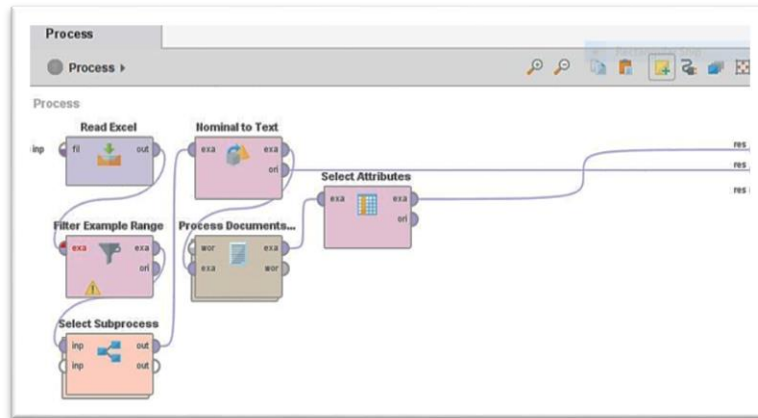 Process
Process
Process
Read Excel
inp
fil
out
Nominal to Text
exa
exa
ori
res
res
res
Select Attributes
exa
exa
ori
Filter Example Range
exa
exa
ori
Process Documents...
wor
exa
exa
wor
Select Subprocess
inp
out
inp
out